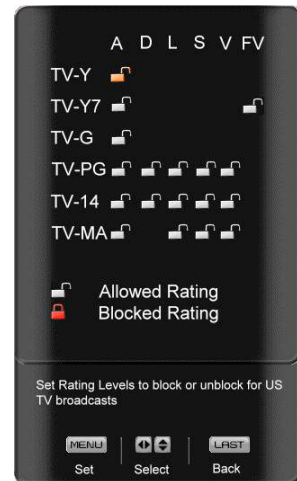 A D L S V FV
TV-Y
TV-Y7
TV-G
TV-PG
TV-14
TV-MA
Allowed Rating
Blocked Rating
Set Rating Levels to block or unblock for US
TV broadcasts
MENU LAST
Set Select Back